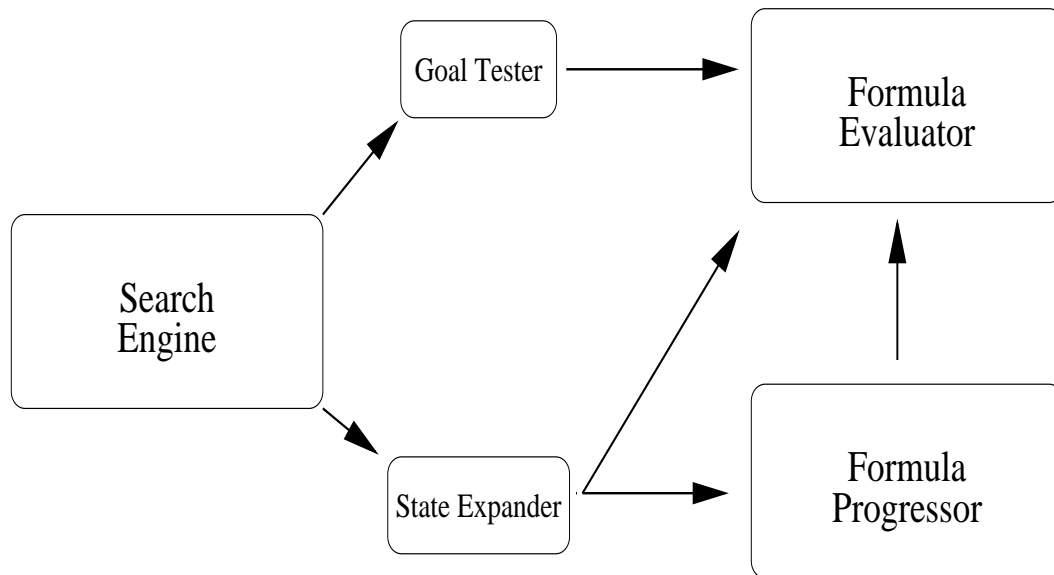 Goal Tester
Formula
Evaluator
Search
Engine
State Expander
Formula
Progressor